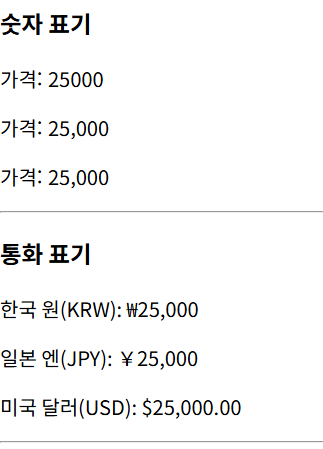 숫자 표기
가격: 25000
가격: 25,000
가격: 25,000
통화 표기
한국 원(KRW): ₩25,000
일본 엔(JPY): ￥25,000
미국 달러(USD): $25,000.00